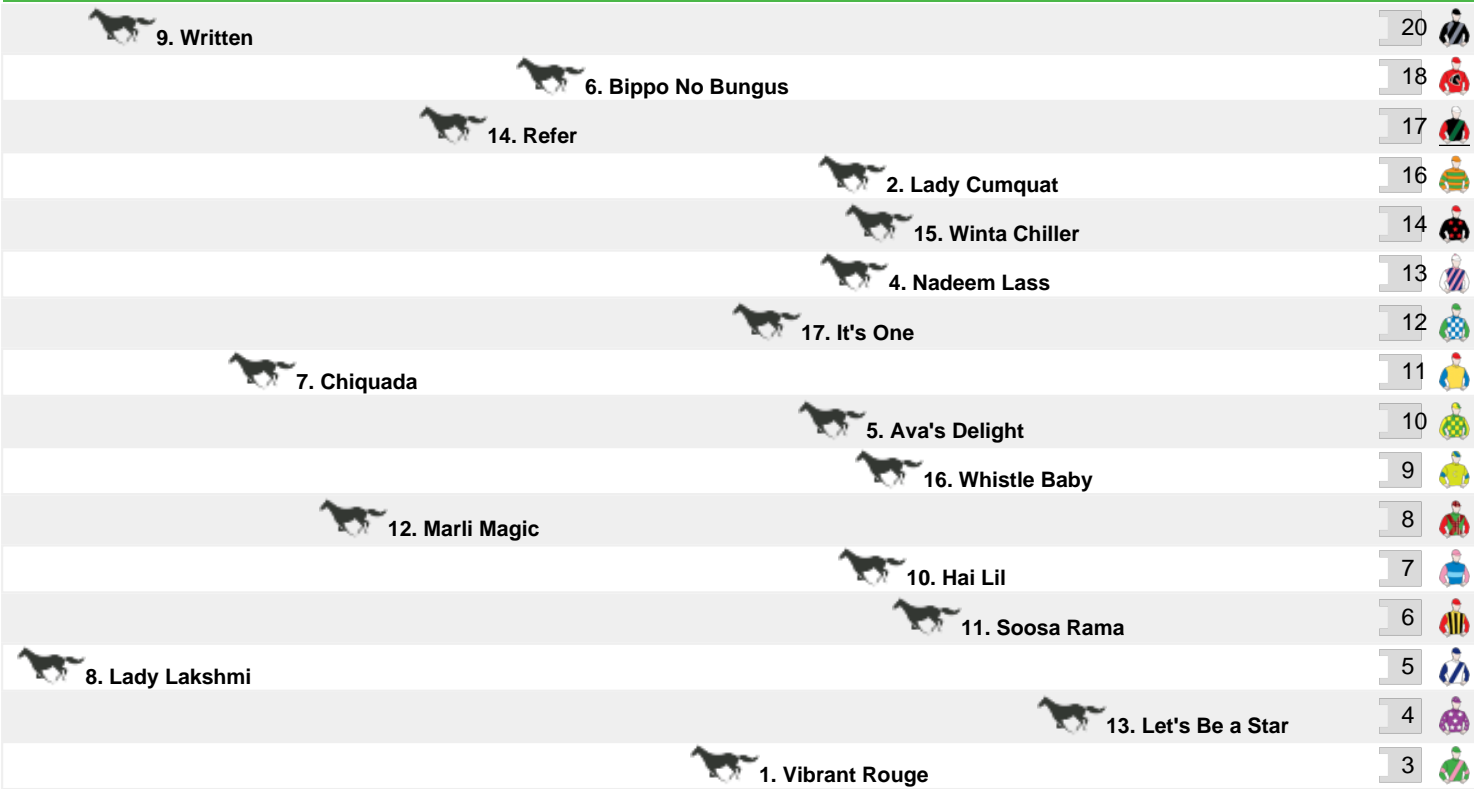 9. Written 20
6. Bippo No Bungus 18
14. Refer 17
2. Lady Cumquat 16
15. Winta Chiller 14
4. Nadeem Lass 13
17. It's One 12
7. Chiquada 11
5. Ava's Delight 10
16. Whistle Baby 9
12. Marli Magic 8
10. Hai Lil 7
11. Soosa Rama 6
8. Lady Lakshmi 5
13. Let's Be a Star 4
1. Vibrant Rouge 3